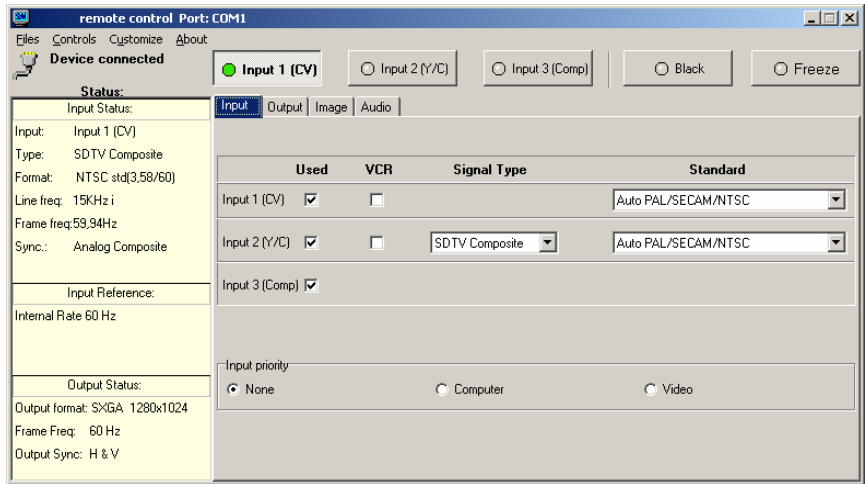 remote control Port: COM1
Files Controls Customize About
Device connected
Status:
Input 1 (CV) Input 2 (Y/C) Input 3 (Comp) Black Freeze
Input Status:
Input: Input 1 (CV)
Type: SDTV Composite
Format: NTSC std(3,58/60)
Line freq: 15KHz i
Frame freq:59,94Hz
Sync.: Analog Composite
Input Reference:
Internal Rate 60 Hz
Output Status:
Output format: SXGA 1280x1024
Frame Freq: 60 Hz
Output Sync: H & V
Input Output Image Audio
Used VCR Signal Type Standard
Input 1 (CV) Auto PAL/SECAM/NTSC
Input 2 (Y/C) SDTV Composite Auto PAL/SECAM/NTSC
Input 3 (Comp)
Input priority
None Computer Video